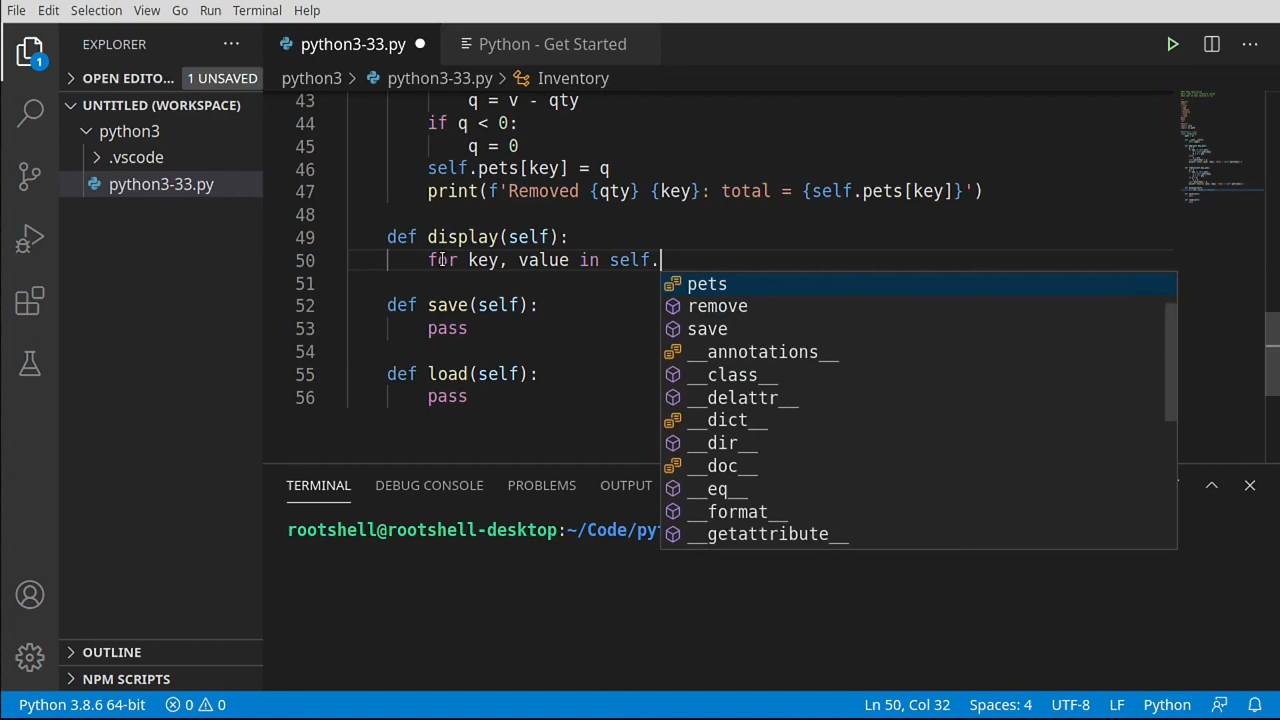 File Edit Selection View Go Run Terminal Help
EXPLORER
python3-33.py
Python - Get Started
OPEN EDITO... 1 UNSAVED
python3 > python3-33.py > Inventory
UNTITLED (WORKSPACE)
python3
.vscode
python3-33.py
1
43 q = v - qty
44 if q < 0:
45 q = 0
46 self.pets[key] = q
47 print(f'Removed {qty} {key}: total = {self.pets[key]}')
48
49 def display(self):
50 for key, value in self.
51
52 def save(self):
53 pass
54
55 def load(self):
56 pass
pets
remove
save
__annotations__
__class__
__delattr__
__dict__
__dir__
__doc__
__eq__
__format__
__getattribute__
TERMINAL DEBUG CONSOLE PROBLEMS OUTPUT
rootshell@rootshell-desktop:~/Code/py
OUTLINE
NPM SCRIPTS
Python 3.8.6 64-bit 0 0 Ln 50, Col 32 Spaces: 4 UTF-8 LF Python